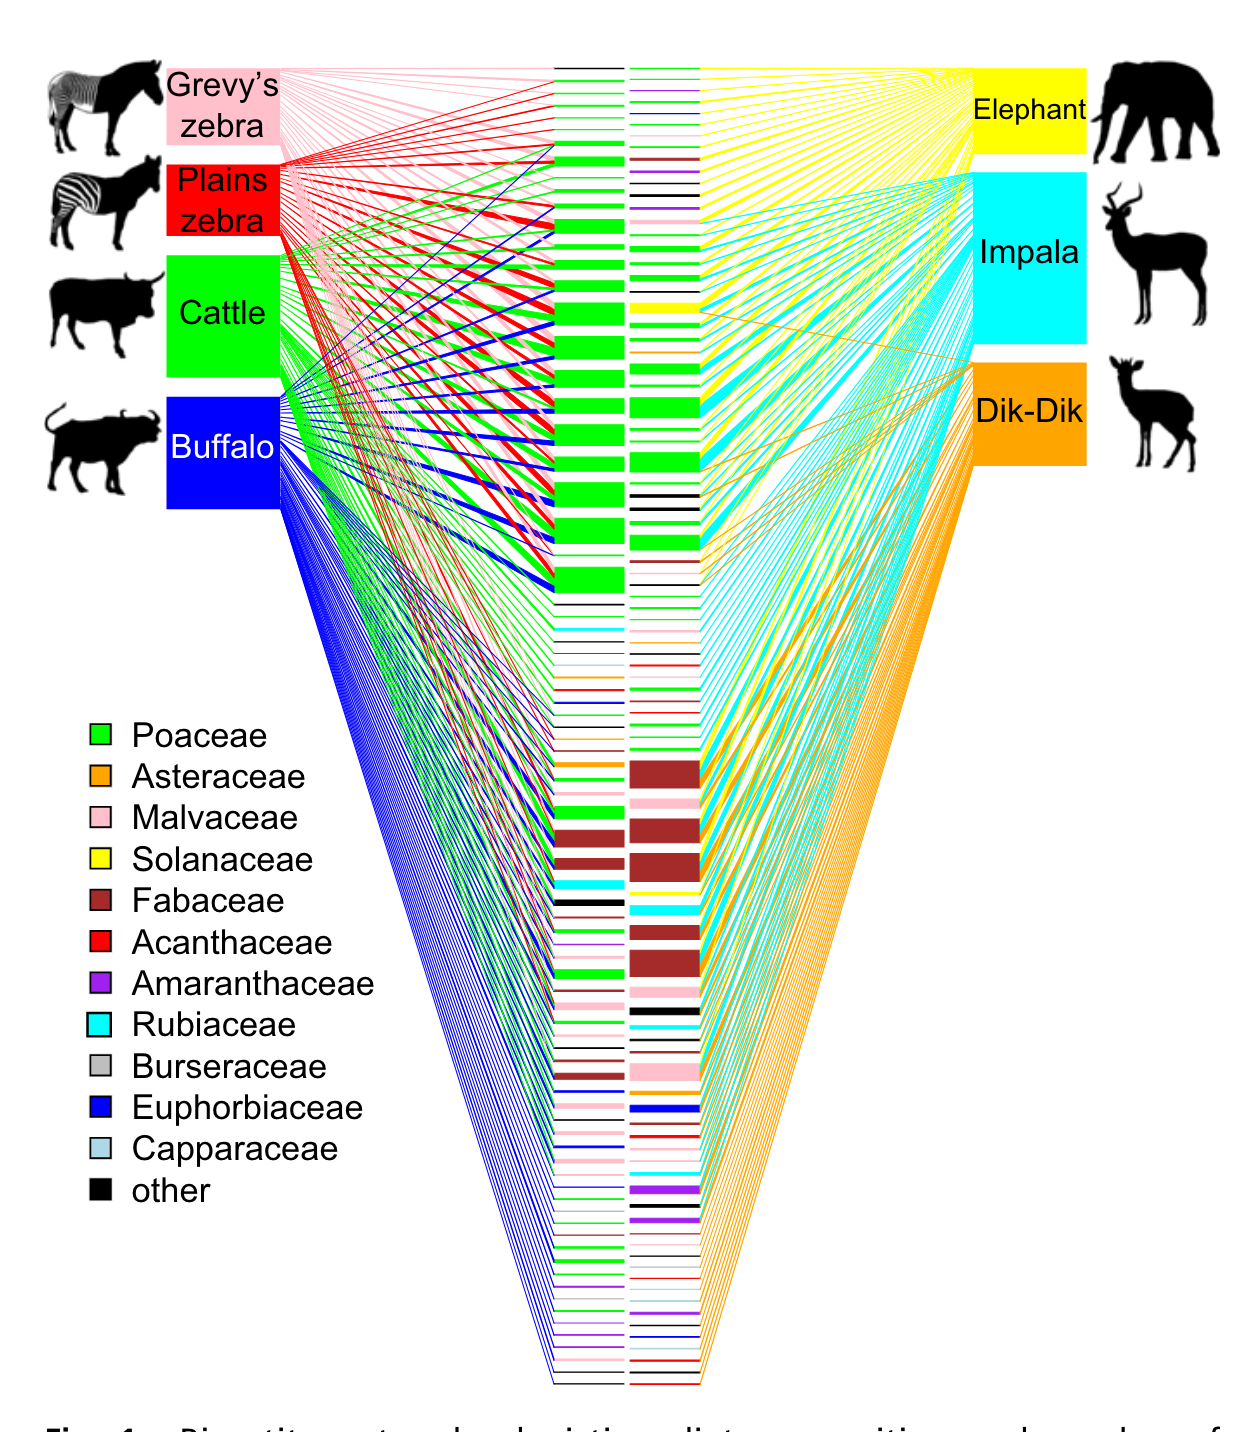 Grevy's
zebra
Plains
zebra
Cattle
Buffalo
Elephant
Impala
Dik-Dik
Poaceae
Asteraceae
Malvaceae
Solanaceae
Fabaceae
Acanthaceae
Amaranthaceae
Rubiaceae
Burseraceae
Euphorbiaceae
Capparaceae
other